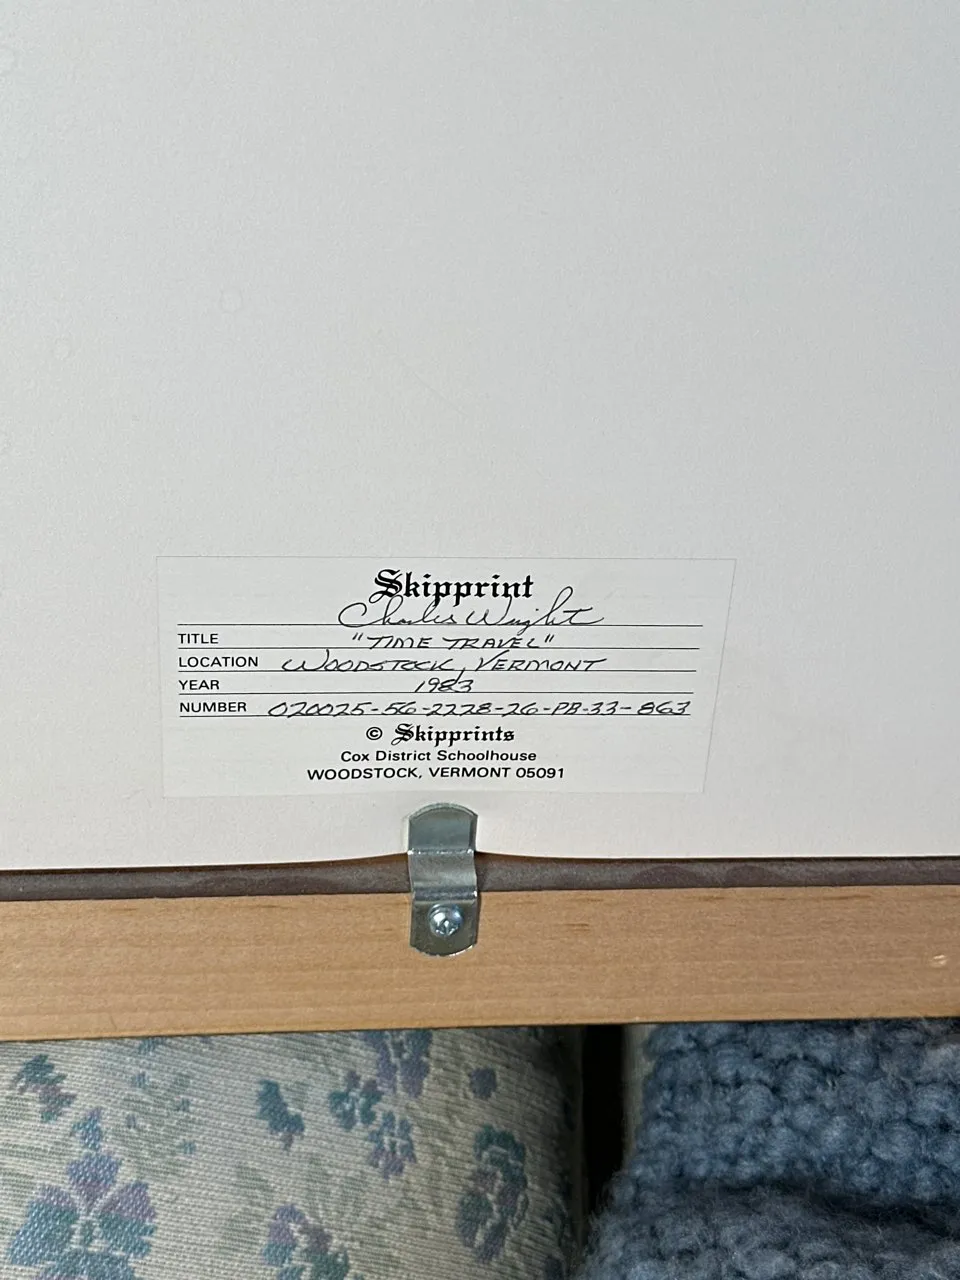 Skipprint
Charles Wright
TITLE "TIME TRAVEL"
LOCATION WOODSTOCK, VERMONT
YEAR 1983
NUMBER 020025-56-2228-26-PB-33-863
© Skipprints
Cox District Schoolhouse
WOODSTOCK, VERMONT 05091